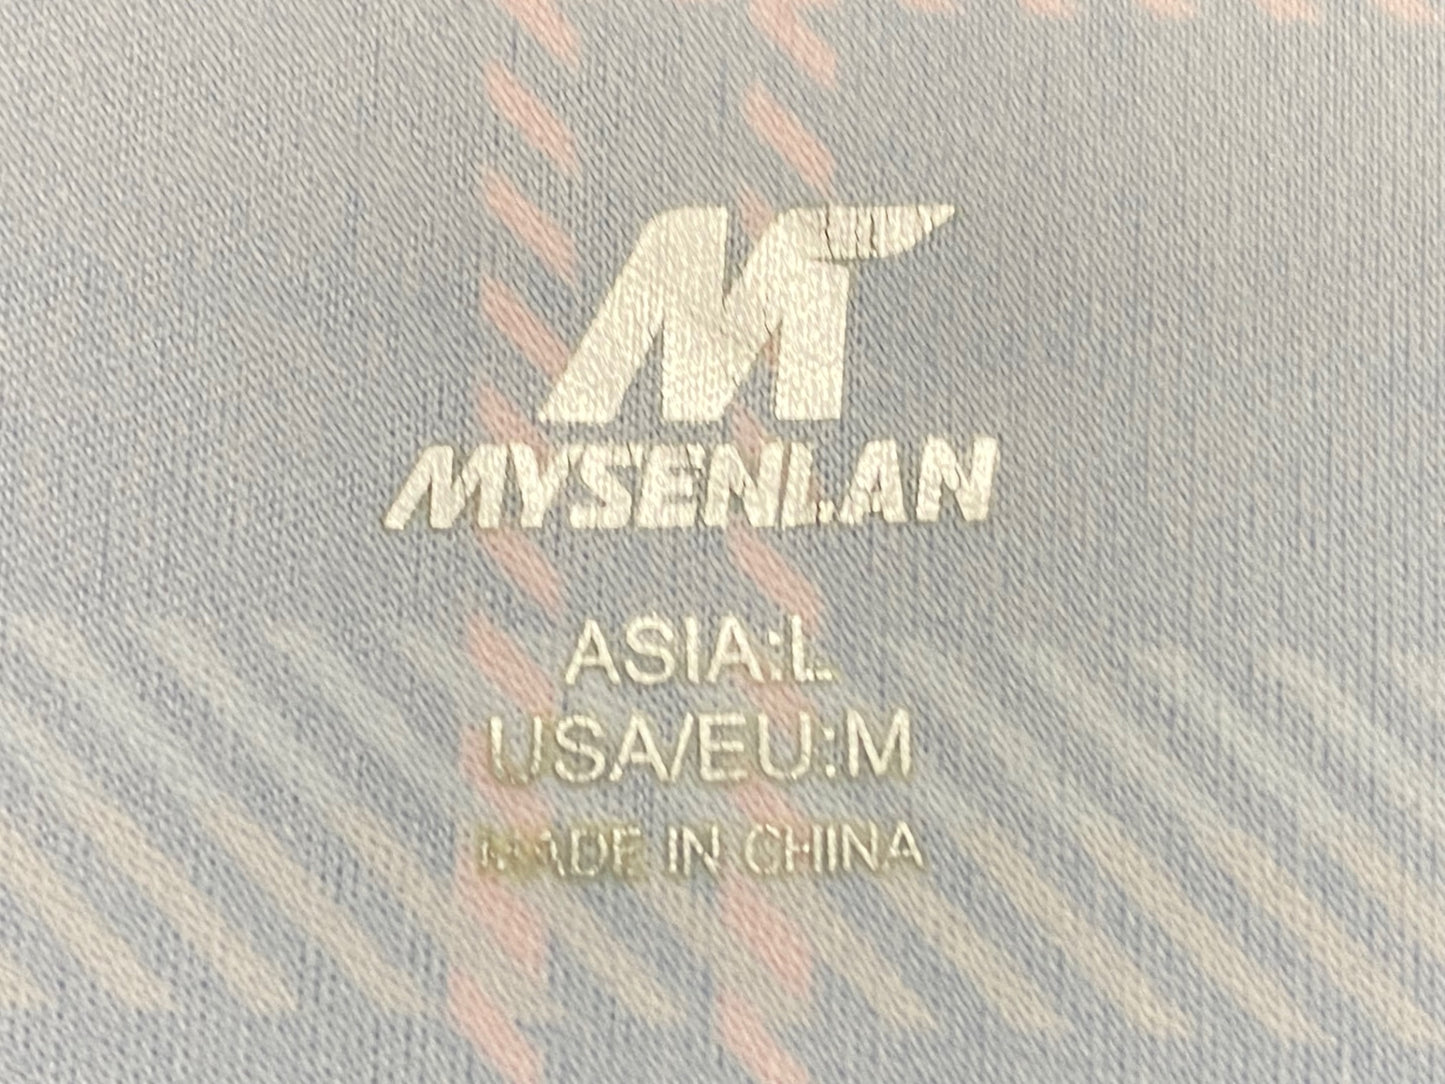 M
MYSENLAN
ASIA:L
USA/EU:M
MADE IN CHINA